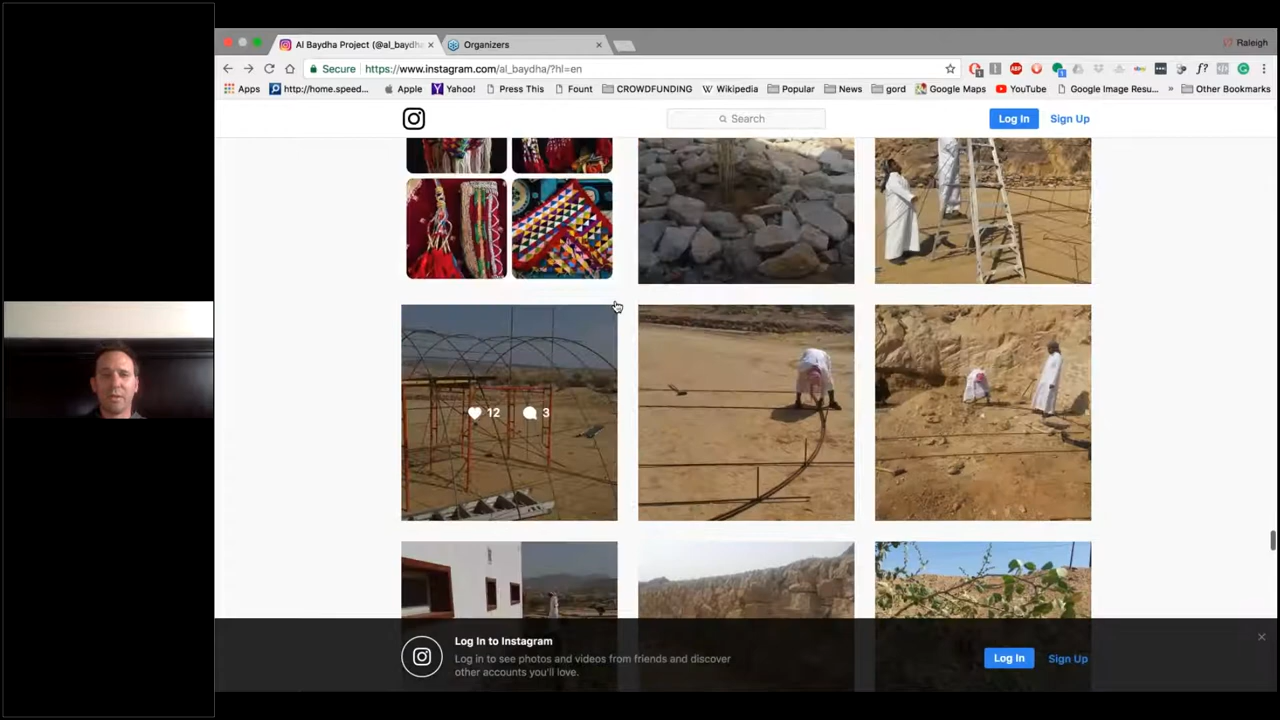 Al Baydha Project (@al_baydha
Organizers
Raleigh
Secure
https://www.instagram.com/al_baydha/?hl=en
Apps
http://home.speed...
Apple
Yahoo!
Press This
Fount
CROWDFUNDING
Wikipedia
Popular
News
gord
Google Maps
YouTube
Google Image Resu...
»
Other Bookmarks
Search
Log In
Sign Up
12
3
Log In to Instagram
Log in to see photos and videos from friends and discover
other accounts you'll love.
Log In
Sign Up